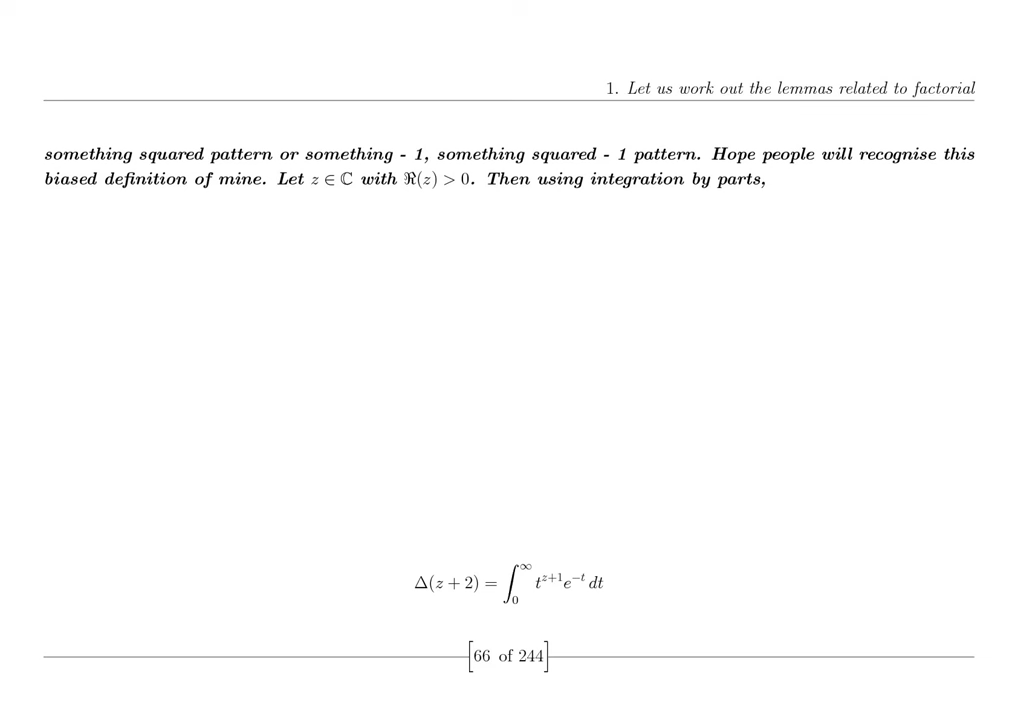 1. Let us work out the lemmas related to factorial
something squared pattern or something - 1, something squared - 1 pattern. Hope people will recognise this
biased definition of mine. Let z ∈ ℂ with ℜ(z) > 0. Then using integration by parts,
Δ(z + 2) = ∫₀^∞ t^{z+1} e^{−t} dt
[66 of 244]